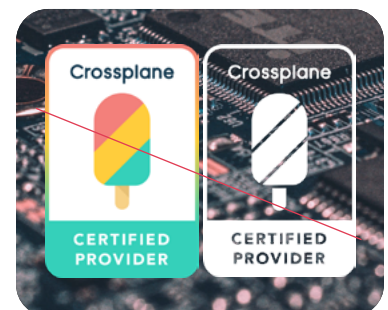 Crossplane
CERTIFIED
PROVIDER
Crossplane
CERTIFIED
PROVIDER